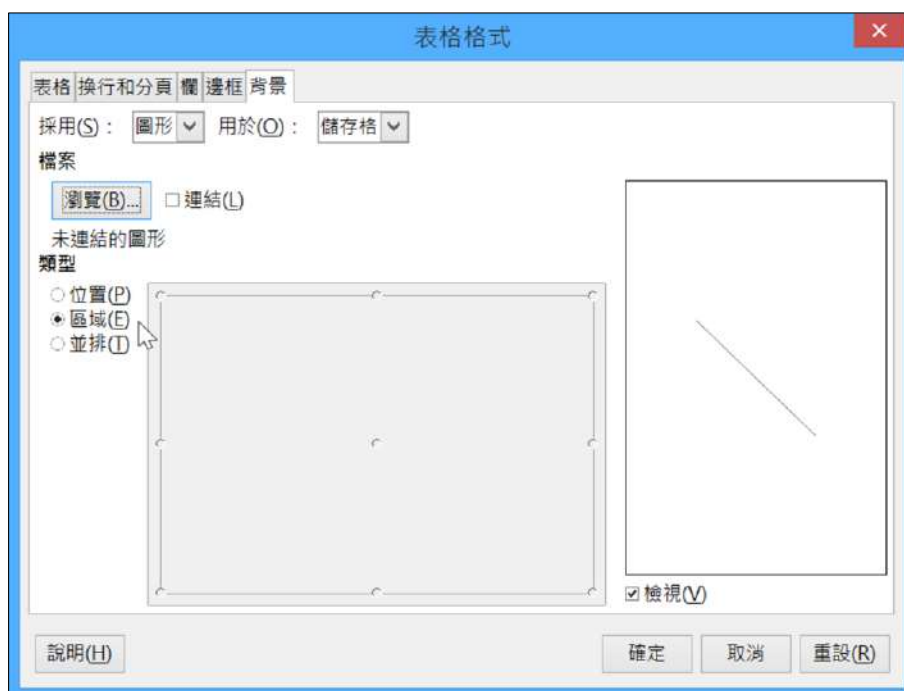 表格格式
表格 換行和分頁 欄 邊框 背景
採用(S)： 圖形 用於(O)： 儲存格
檔案
瀏覽(B)... 連結(L)
未連結的圖形
類型
位置(P)
區域(E)
並排(T)
檢視(V)
說明(H) 確定 取消 重設(R)